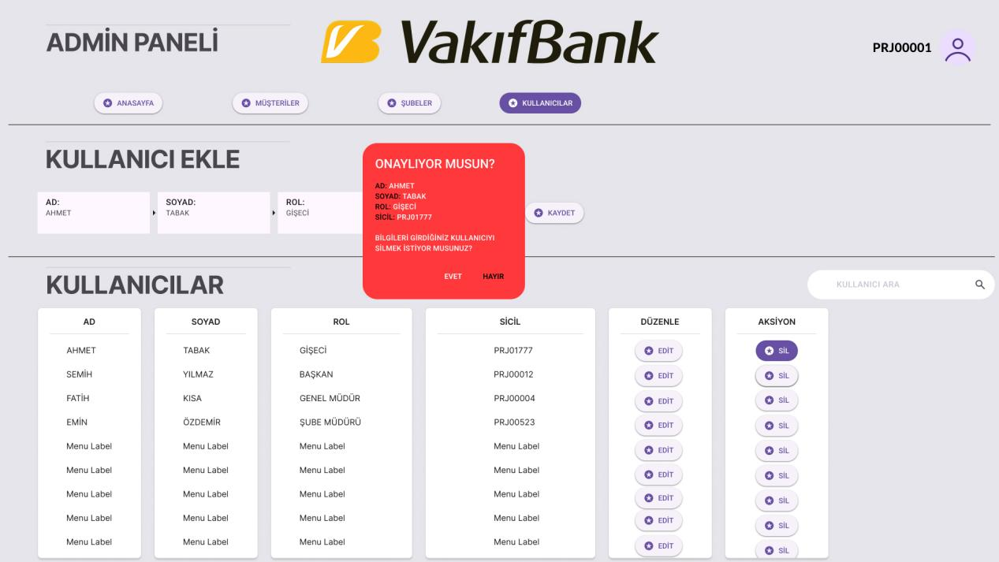 ADMİN PANELİ
VakıfBank
PRJ00001
ANASAYFA
MÜŞTERİLER
ŞUBELER
KULLANICILAR
KULLANICI EKLE
AD:
AHMET
SOYAD:
TABAK
ROL:
GİŞECİ
KAYDET
ONAYLIYOR MUSUN?
AD: AHMET
SOYAD: TABAK
ROL: GİŞECİ
SİCİL: PRJ01777
BİLGİLERİ GİRDİĞİNİZ KULLANICIYI
SİLMEK İSTİYOR MUSUNUZ?
EVET HAYIR
KULLANICILAR
KULLANICI ARA
AD SOYAD ROL SİCİL DÜZENLE AKSİYON
AHMET TABAK GİŞECİ PRJ01777 EDİT SİL
SEMİH YILMAZ BAŞKAN PRJ00012 EDİT SİL
FATİH KISA GENEL MÜDÜR PRJ00004 EDİT SİL
EMİN ÖZDEMİR ŞUBE MÜDÜRÜ PRJ00523 EDİT SİL
Menu Label Menu Label Menu Label Menu Label EDİT SİL
Menu Label Menu Label Menu Label Menu Label EDİT SİL
Menu Label Menu Label Menu Label Menu Label EDİT SİL
Menu Label Menu Label Menu Label Menu Label EDİT SİL
Menu Label Menu Label Menu Label Menu Label EDİT SİL